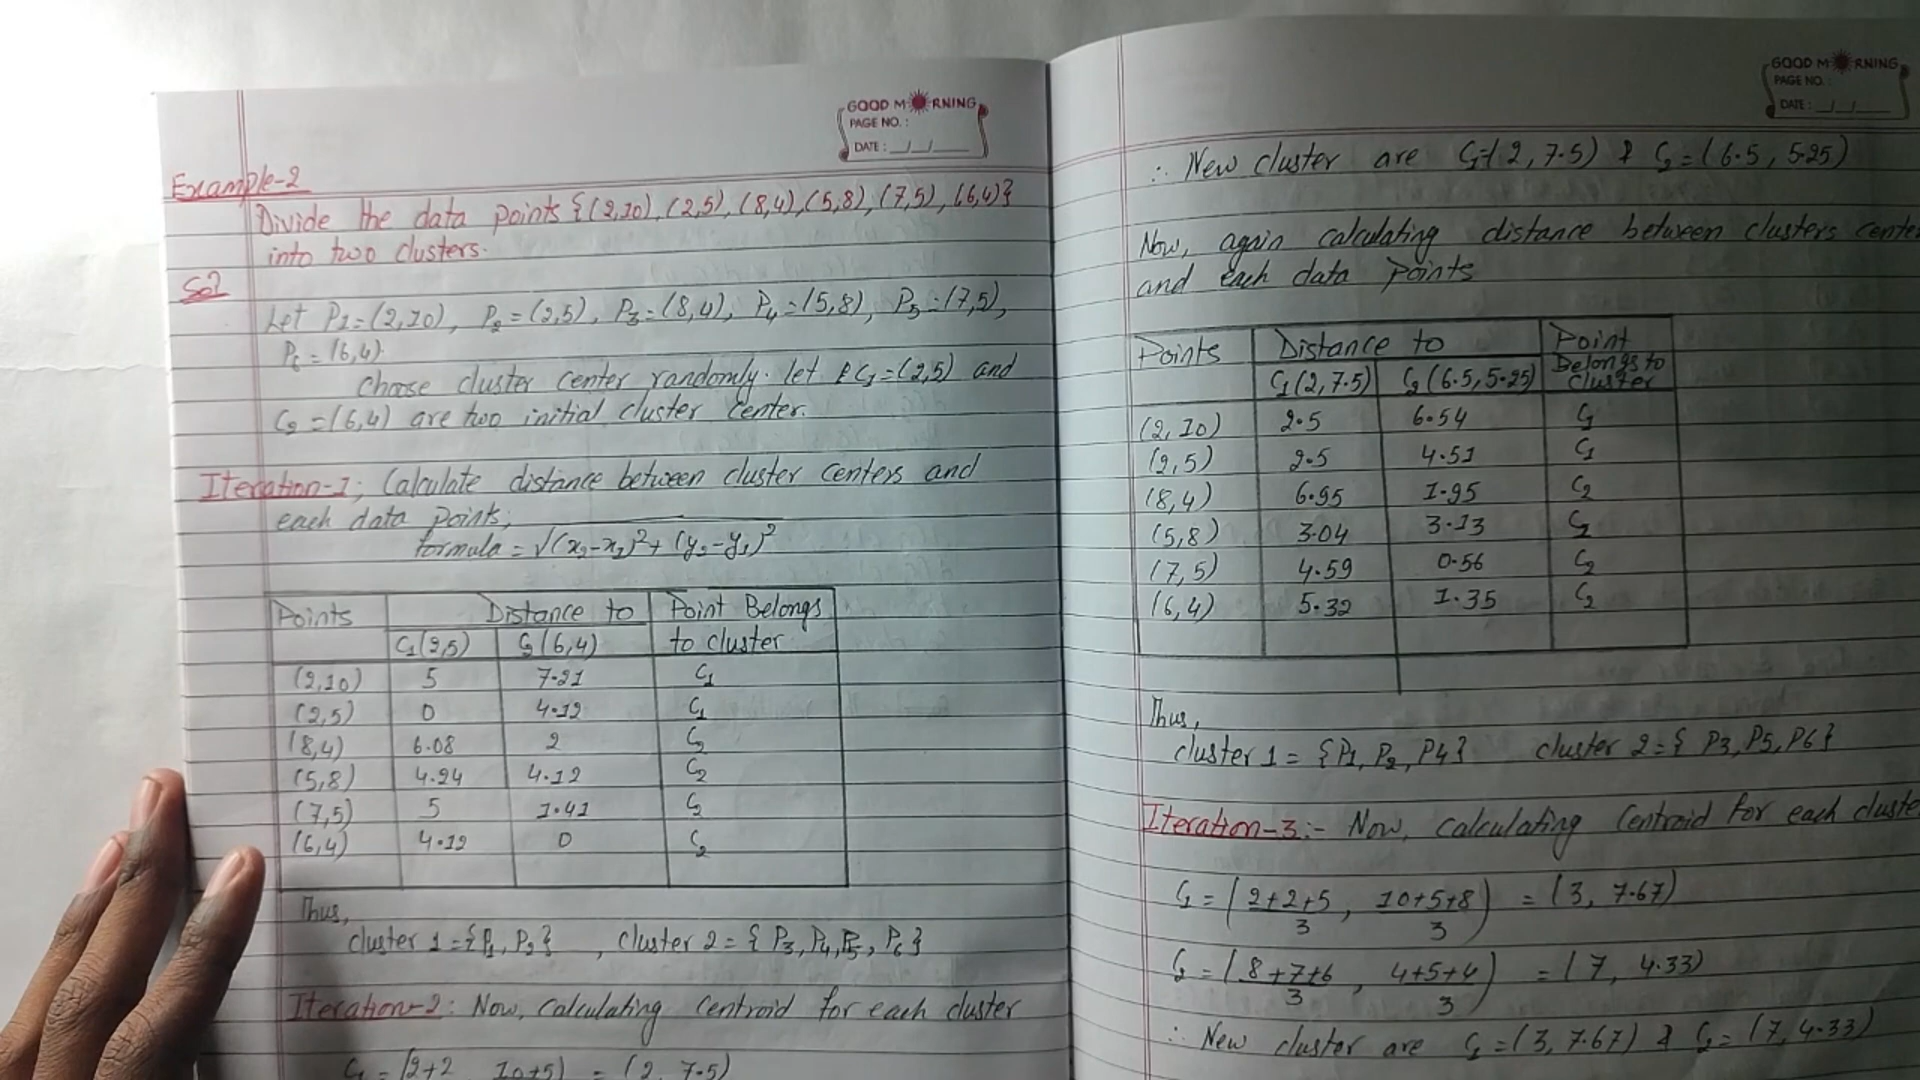 GOOD MORNING
PAGE NO. :
DATE : __/__/____
Example-2
Divide the data points {(2,10), (2,5), (8,4), (5,8), (7,5), (6,4)}
into two clusters.
Sol
Let P1=(2,10), P2=(2,5), P3=(8,4), P4=(5,8), P5=(7,5),
P6=(6,4).
Choose cluster center randomly. let C1=(2,5) and
C2=(6,4) are two initial cluster center.
Iteration-1; Calculate distance between cluster centers and
each data points,
formula = √(x2-x1)²+(y2-y1)²
Points Distance to Point Belongs
C1(2,5) C2(6,4) to cluster
(2,10) 5 7.21 C1
(2,5) 0 4.12 C1
(8,4) 6.08 2 C2
(5,8) 4.24 4.12 C2
(7,5) 5 1.41 C2
(6,4) 4.12 0 C2
Thus,
cluster 1={P1, P2} , cluster 2={P3, P4, P5, P6}
Iteration-2: Now, Calculating Centroid for each cluster
C1 = (2+2 10+5) = (2, 7.5)
GOOD MORNING
PAGE NO. :
DATE : __/__/____
∴ New cluster are C1=(2, 7.5) & C2=(6.5, 5.25)
Now, again calculating distance between clusters
and each data points
Points Distance to Point
C1(2,7.5) C2(6.5,5.25) Belongs to
cluster
(2,10) 2.5 6.54 C1
(2,5) 2.5 4.51 C1
(8,4) 6.95 1.95 C2
(5,8) 3.04 3.13
(7,5) 4.59 0.56 C2
(6,4) 5.32 1.35 C2
Thus,
cluster 1 = {P1, P2, P4} cluster 2={P3, P5, P6}
Iteration-3:- Now, Calculating Centroid for each
C1 = (2+2+5/3, 10+5+8/3) = (3, 7.67)
C2 = (8+7+6/3, 4+5+4/3) = (7, 4.33)
∴ New cluster are C1=(3, 7.67) & C2=(7, 4.33)